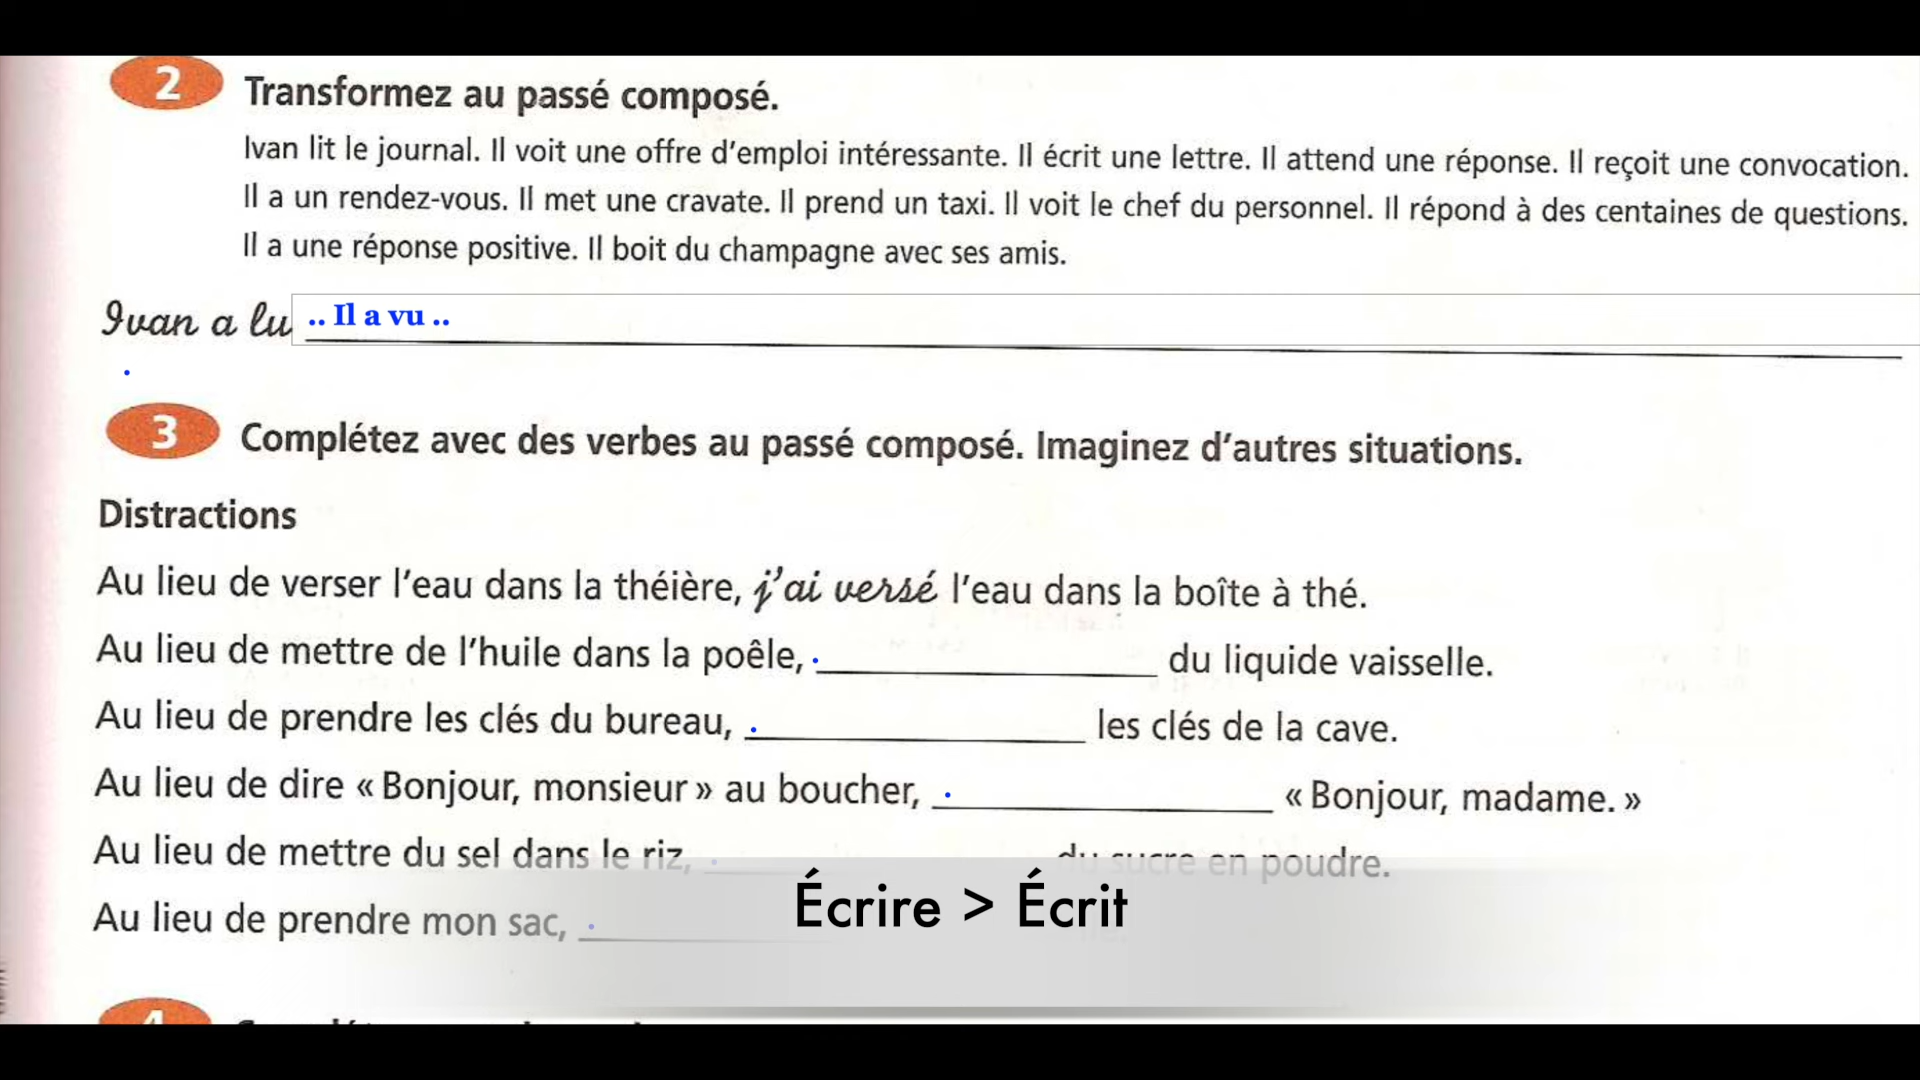 2 Transformez au passé composé.
Ivan lit le journal. Il voit une offre d'emploi intéressante. Il écrit une lettre. Il attend une réponse. Il reçoit une convocation.
Il a un rendez-vous. Il met une cravate. Il prend un taxi. Il voit le chef du personnel. Il répond à des centaines de questions.
Il a une réponse positive. Il boit du champagne avec ses amis.
Ivan a lu .. Il a vu ..
3 Complétez avec des verbes au passé composé. Imaginez d'autres situations.
Distractions
Au lieu de verser l'eau dans la théière, j'ai versé l'eau dans la boîte à thé.
Au lieu de mettre de l'huile dans la poêle, . du liquide vaisselle.
Au lieu de prendre les clés du bureau, . les clés de la cave.
Au lieu de dire « Bonjour, monsieur » au boucher, . « Bonjour, madame. »
Au lieu de mettre du sel dans le riz, . du sucre en poudre.
Au lieu de prendre mon sac, .
Écrire > Écrit
4